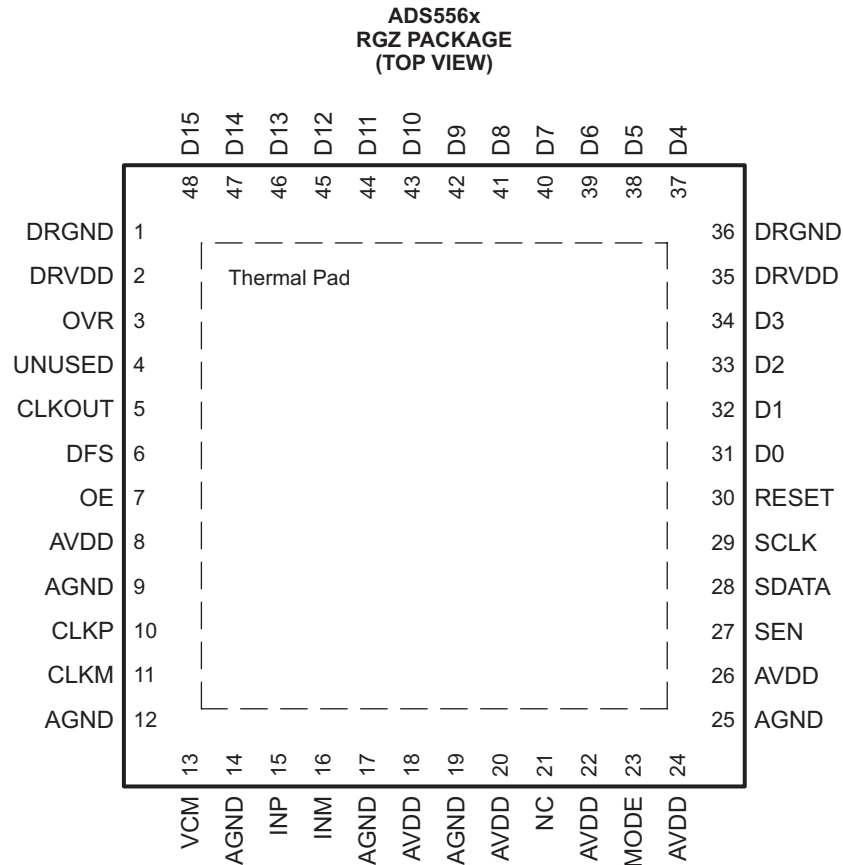 ADS556x
RGZ PACKAGE
(TOP VIEW)
D15 D14 D13 D12 D11 D10 D9 D8 D7 D6 D5 D4
48 47 46 45 44 43 42 41 40 39 38 37
DRGND 1 36 DRGND
DRVDD 2 Thermal Pad 35 DRVDD
OVR 3 34 D3
UNUSED 4 33 D2
CLKOUT 5 32 D1
DFS 6 31 D0
OE 7 30 RESET
AVDD 8 29 SCLK
AGND 9 28 SDATA
CLKP 10 27 SEN
CLKM 11 26 AVDD
AGND 12 25 AGND
13 14 15 16 17 18 19 20 21 22 23 24
VCM AGND INP INM AGND AVDD AGND AVDD NC AVDD MODE AVDD